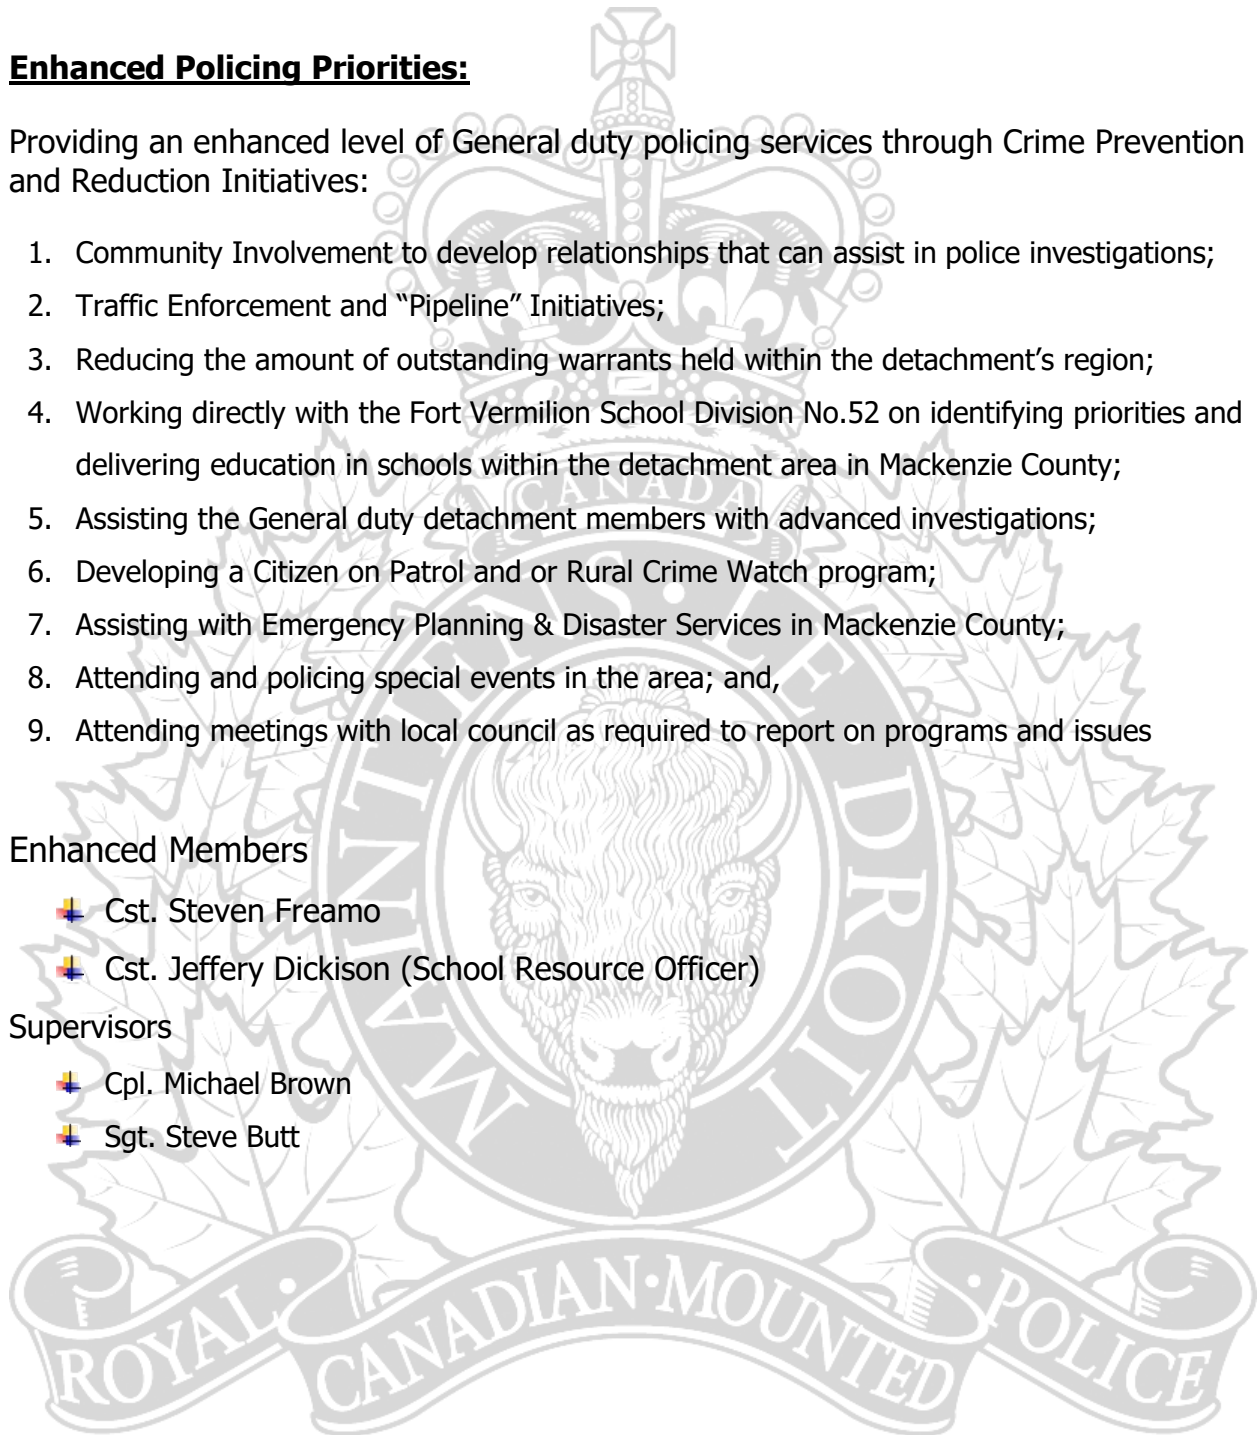 Enhanced Policing Priorities:
Providing an enhanced level of General duty policing services through Crime Prevention
and Reduction Initiatives:
1. Community Involvement to develop relationships that can assist in police investigations;
2. Traffic Enforcement and “Pipeline” Initiatives;
3. Reducing the amount of outstanding warrants held within the detachment’s region;
4. Working directly with the Fort Vermilion School Division No.52 on identifying priorities and
delivering education in schools within the detachment area in Mackenzie County;
CANADA
5. Assisting the General duty detachment members with advanced investigations;
6. Developing a Citizen on Patrol and or Rural Crime Watch program;
7. Assisting with Emergency Planning & Disaster Services in Mackenzie County;
8. Attending and policing special events in the area; and,
9. Attending meetings with local council as required to report on programs and issues
MAINTIENS • LE DROIT
Enhanced Members
Cst. Steven Freamo
Cst. Jeffery Dickison (School Resource Officer)
Supervisors
Cpl. Michael Brown
Sgt. Steve Butt
ROYAL • CANADIAN • MOUNTED • POLICE